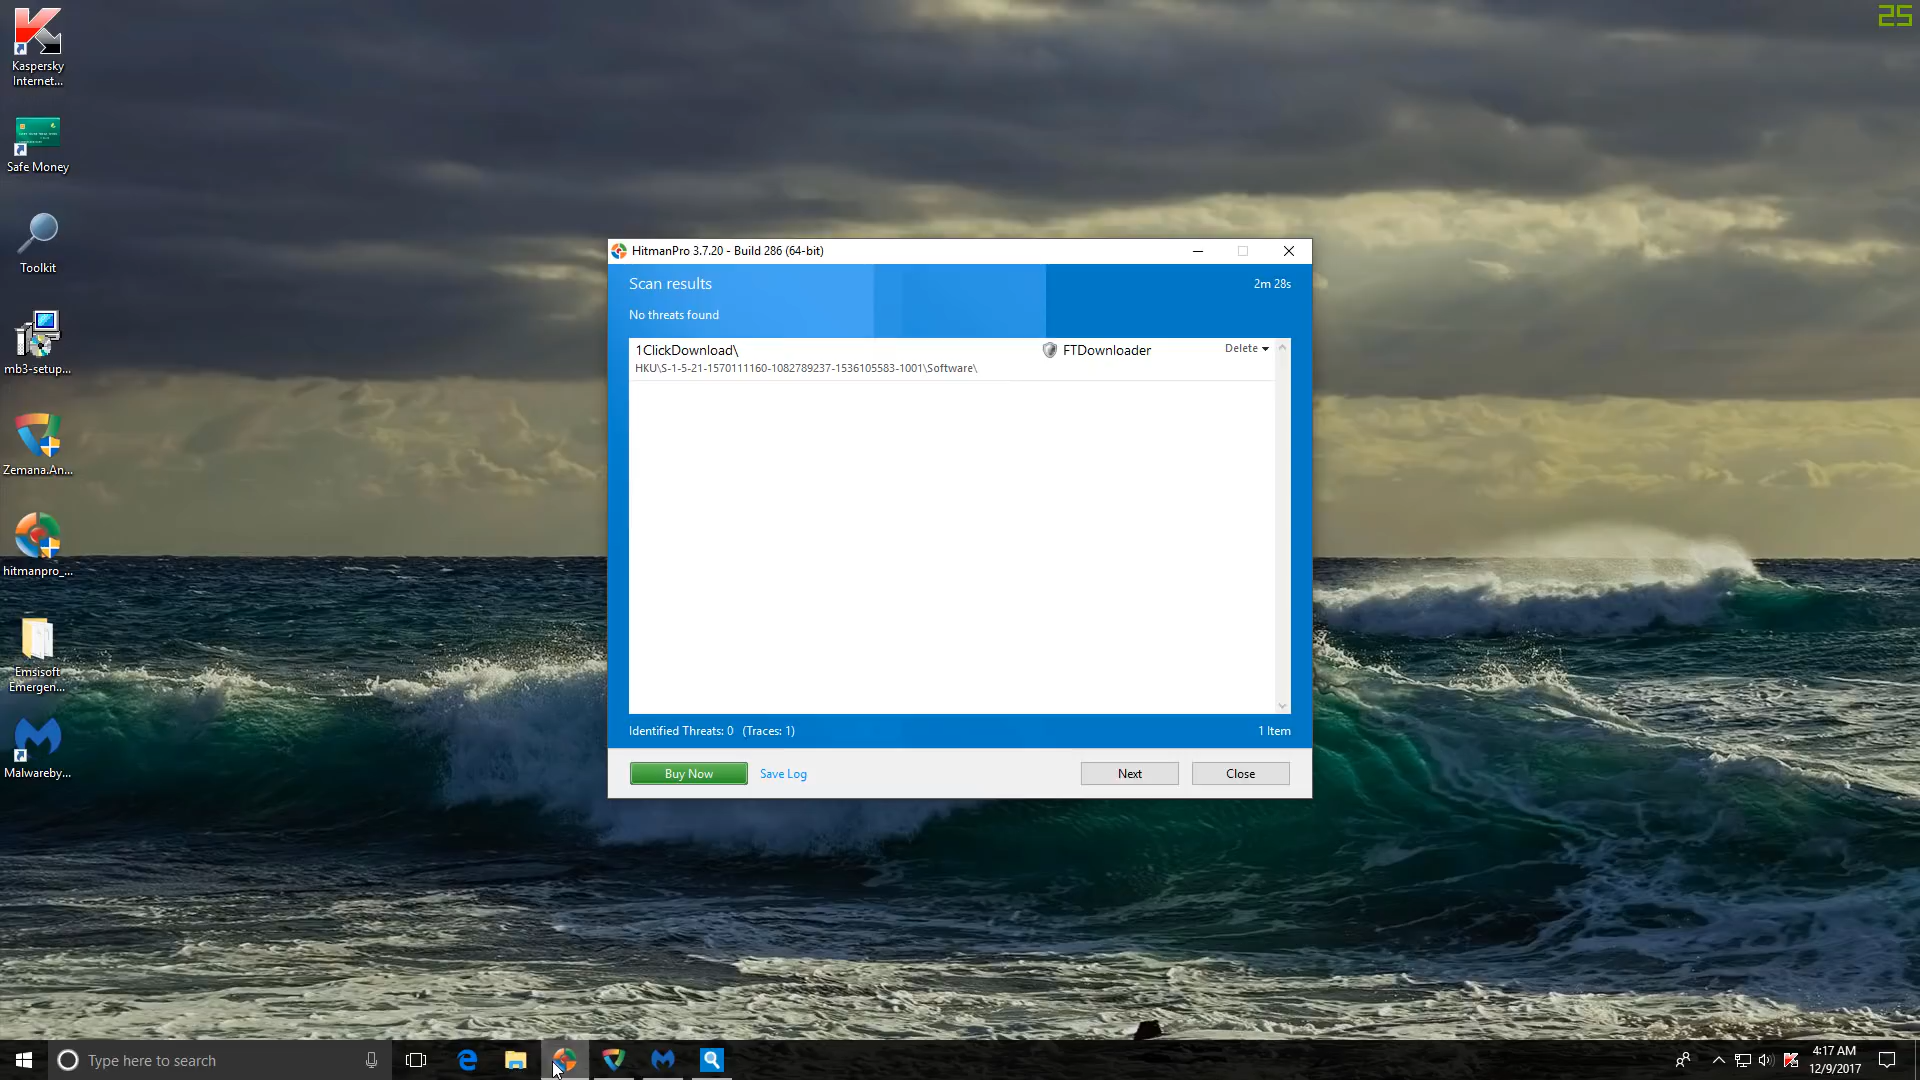 25
Kaspersky
Internet...
Safe Money
Toolkit
mb3-setup...
Zemana.An...
hitmanpro_...
Emsisoft
Emergen...
Malwareby...
HitmanPro 3.7.20 - Build 286 (64-bit)
Scan results
2m 28s
No threats found
1ClickDownload\
FTDownloader
Delete
HKU\S-1-5-21-1570111160-1082789237-1536105583-1001\Software\
Identified Threats: 0 (Traces: 1)
1 Item
Buy Now
Save Log
Next
Close
Type here to search
4:17 AM
12/9/2017